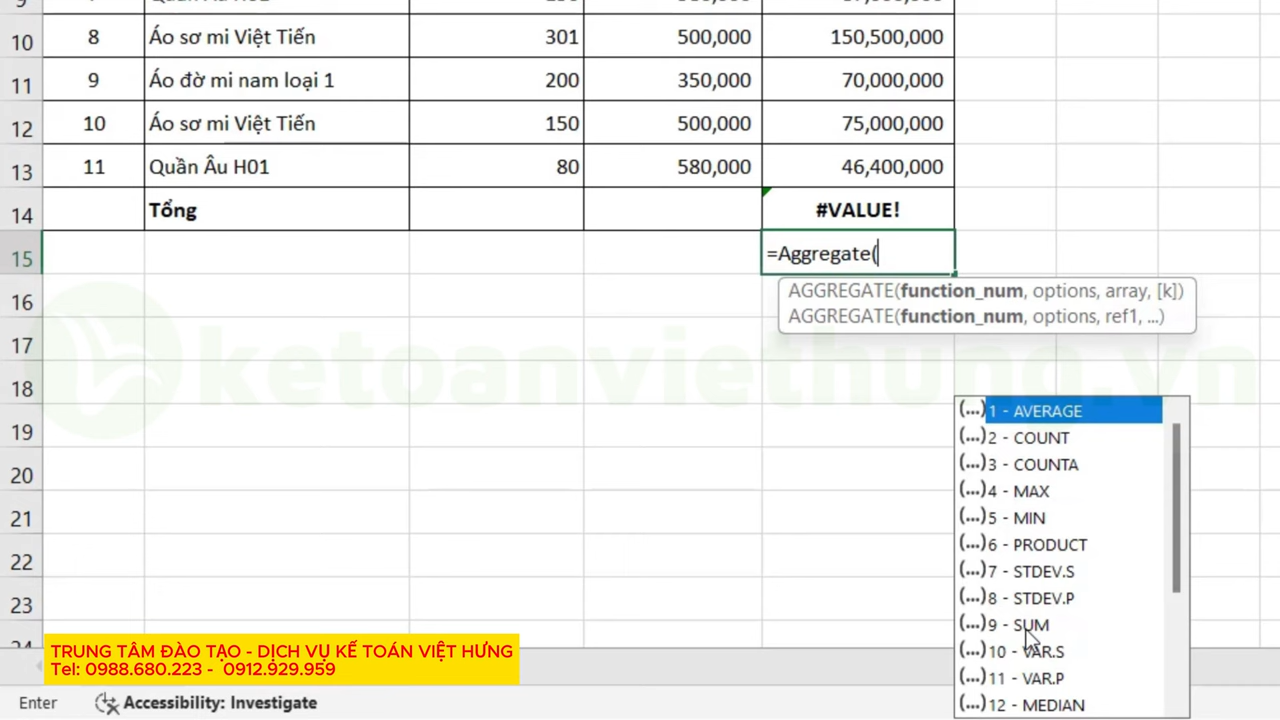 10 8 Áo sơ mi Việt Tiến 301 500,000 150,500,000
11 9 Áo đờ mi nam loại 1 200 350,000 70,000,000
12 10 Áo sơ mi Việt Tiến 150 500,000 75,000,000
13 11 Quần Âu H01 80 580,000 46,400,000
14 Tổng #VALUE!
15 =Aggregate(
AGGREGATE(function_num, options, array, [k])
16 AGGREGATE(function_num, options, ref1, ...)
17
ketoanviethung.vn
18
(...) 1 - AVERAGE
19 (...) 2 - COUNT
(...) 3 - COUNTA
20 (...) 4 - MAX
21 (...) 5 - MIN
(...) 6 - PRODUCT
22 (...) 7 - STDEV.S
23 (...) 8 - STDEV.P
(...) 9 - SUM
24 (...) 10 - VAR.S
(...) 11 - VAR.P
(...) 12 - MEDIAN
TRUNG TÂM ĐÀO TẠO - DỊCH VỤ KẾ TOÁN VIỆT HƯNG
Tel: 0988.680.223 - 0912.929.959
Enter Accessibility: Investigate